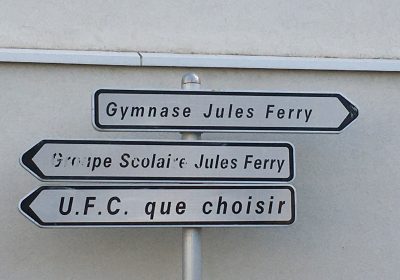 Gymnase Jules Ferry
Groupe Scolaire Jules Ferry
U.F.C. que choisir